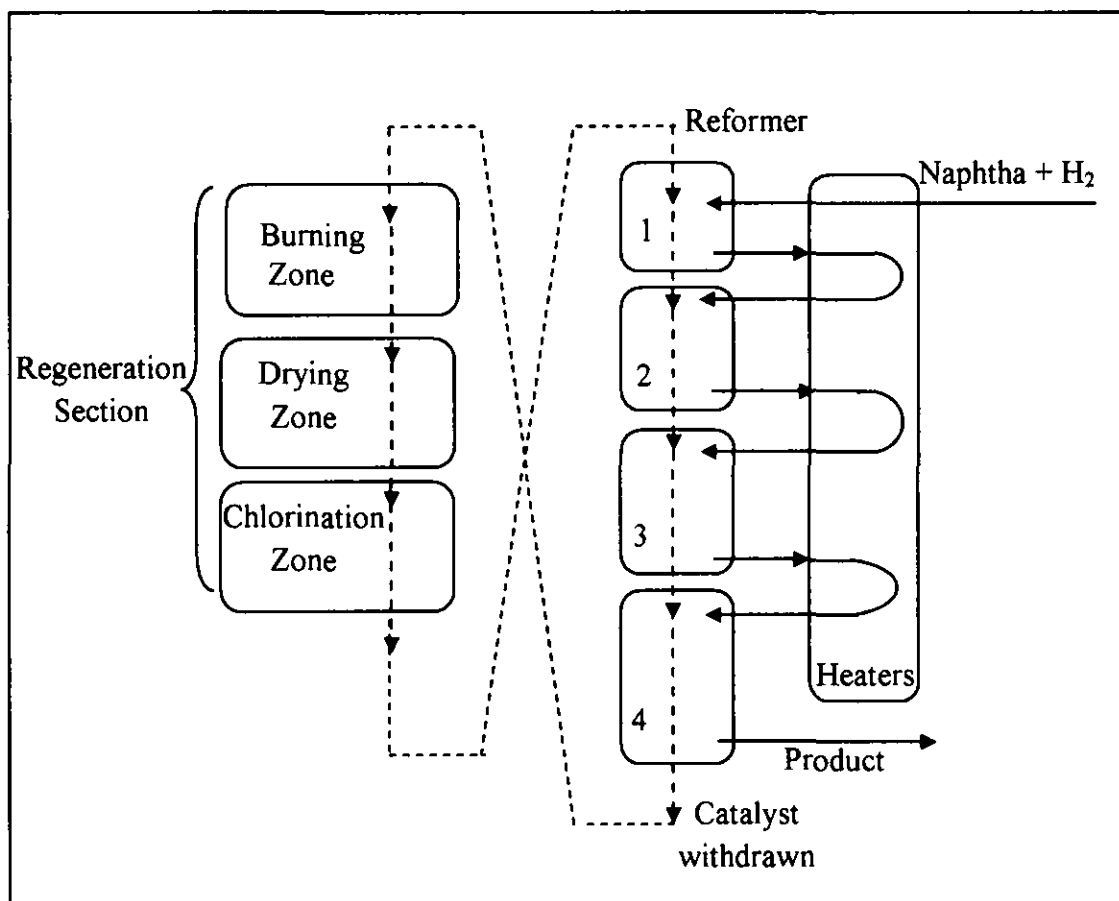 Reformer
Naphtha + H₂
1
Burning
Zone
2
Regeneration
Section
Drying
Zone
3
Chlorination
Zone
Heaters
4
Product
Catalyst
withdrawn